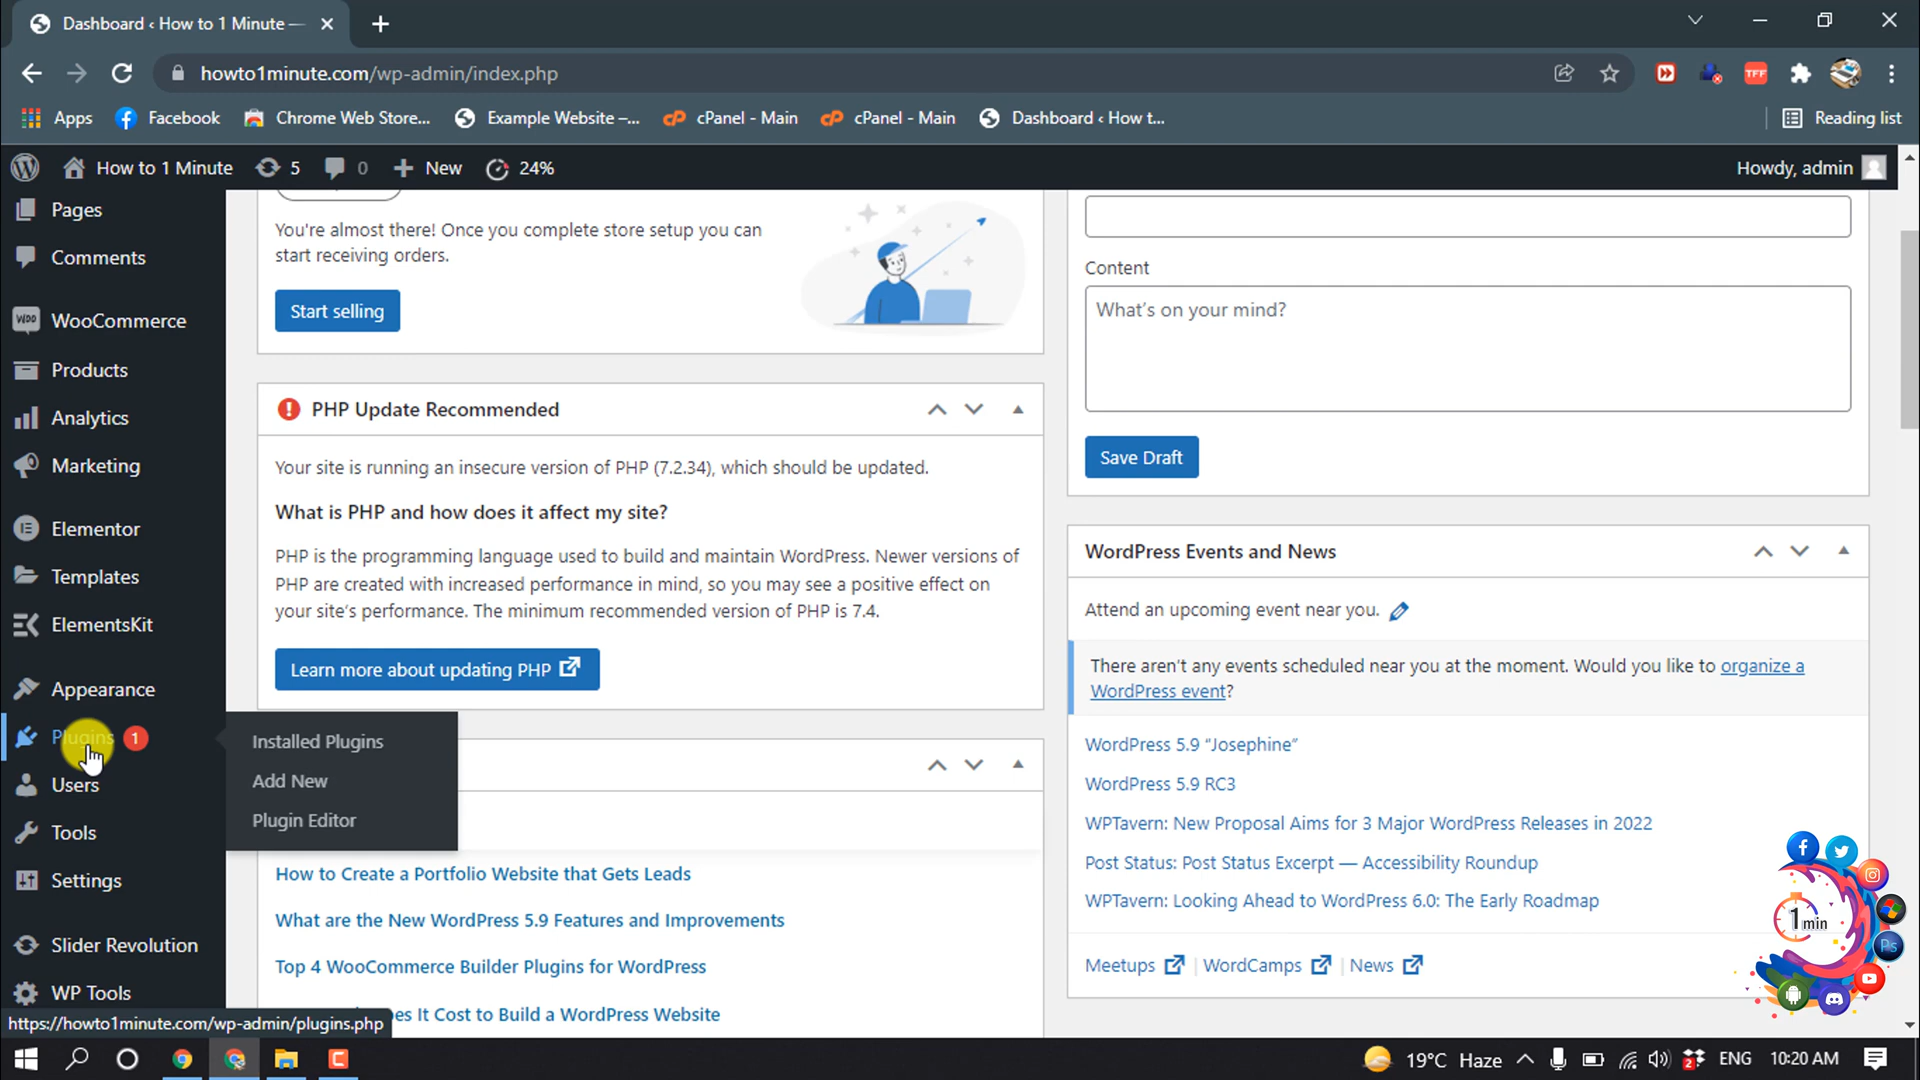 Dashboard ‹ How to 1 Minute —
howto1minute.com/wp-admin/index.php
Apps
Facebook
Chrome Web Store...
Example Website –...
cPanel - Main
cPanel - Main
Dashboard ‹ How t...
Reading list
How to 1 Minute
5
0
New
24%
Howdy, admin
Pages
Comments
WooCommerce
Products
Analytics
Marketing
Elementor
Templates
ElementsKit
Appearance
Plugins 1
Users
Tools
Settings
Slider Revolution
WP Tools
Installed Plugins
Add New
Plugin Editor
You're almost there! Once you complete store setup you can
start receiving orders.
Start selling
PHP Update Recommended
Your site is running an insecure version of PHP (7.2.34), which should be updated.
What is PHP and how does it affect my site?
PHP is the programming language used to build and maintain WordPress. Newer versions of
PHP are created with increased performance in mind, so you may see a positive effect on
your site's performance. The minimum recommended version of PHP is 7.4.
Learn more about updating PHP
How to Create a Portfolio Website that Gets Leads
What are the New WordPress 5.9 Features and Improvements
Top 4 WooCommerce Builder Plugins for WordPress
es It Cost to Build a WordPress Website
Content
What's on your mind?
Save Draft
WordPress Events and News
Attend an upcoming event near you.
There aren't any events scheduled near you at the moment. Would you like to organize a
WordPress event?
WordPress 5.9 “Josephine”
WordPress 5.9 RC3
WPTavern: New Proposal Aims for 3 Major WordPress Releases in 2022
Post Status: Post Status Excerpt — Accessibility Roundup
WPTavern: Looking Ahead to WordPress 6.0: The Early Roadmap
Meetups | WordCamps | News
1 min
Ps
https://howto1minute.com/wp-admin/plugins.php
19°C Haze
ENG
10:20 AM